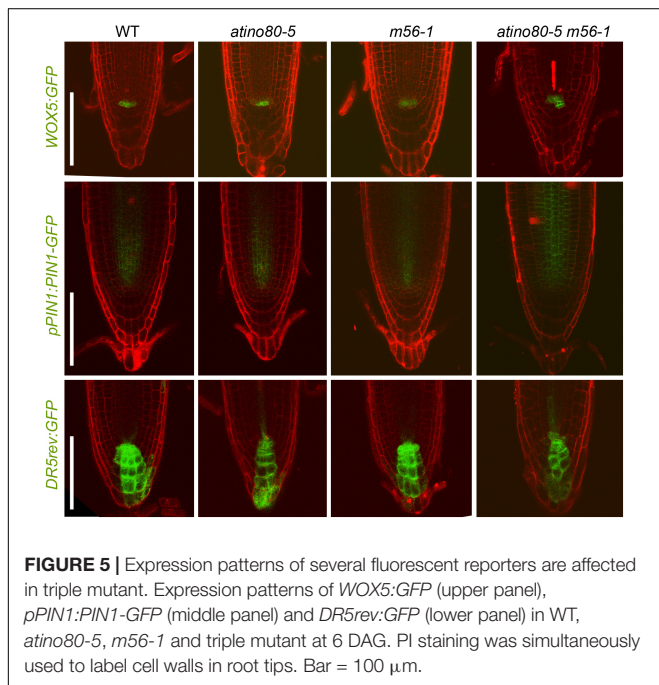 WT atino80-5 m56-1 atino80-5 m56-1
WOX5:GFP
pPIN1:PIN1-GFP
DR5rev:GFP
FIGURE 5 | Expression patterns of several fluorescent reporters are affected
in triple mutant. Expression patterns of WOX5:GFP (upper panel),
pPIN1:PIN1-GFP (middle panel) and DR5rev:GFP (lower panel) in WT,
atino80-5, m56-1 and triple mutant at 6 DAG. PI staining was simultaneously
used to label cell walls in root tips. Bar = 100 μm.